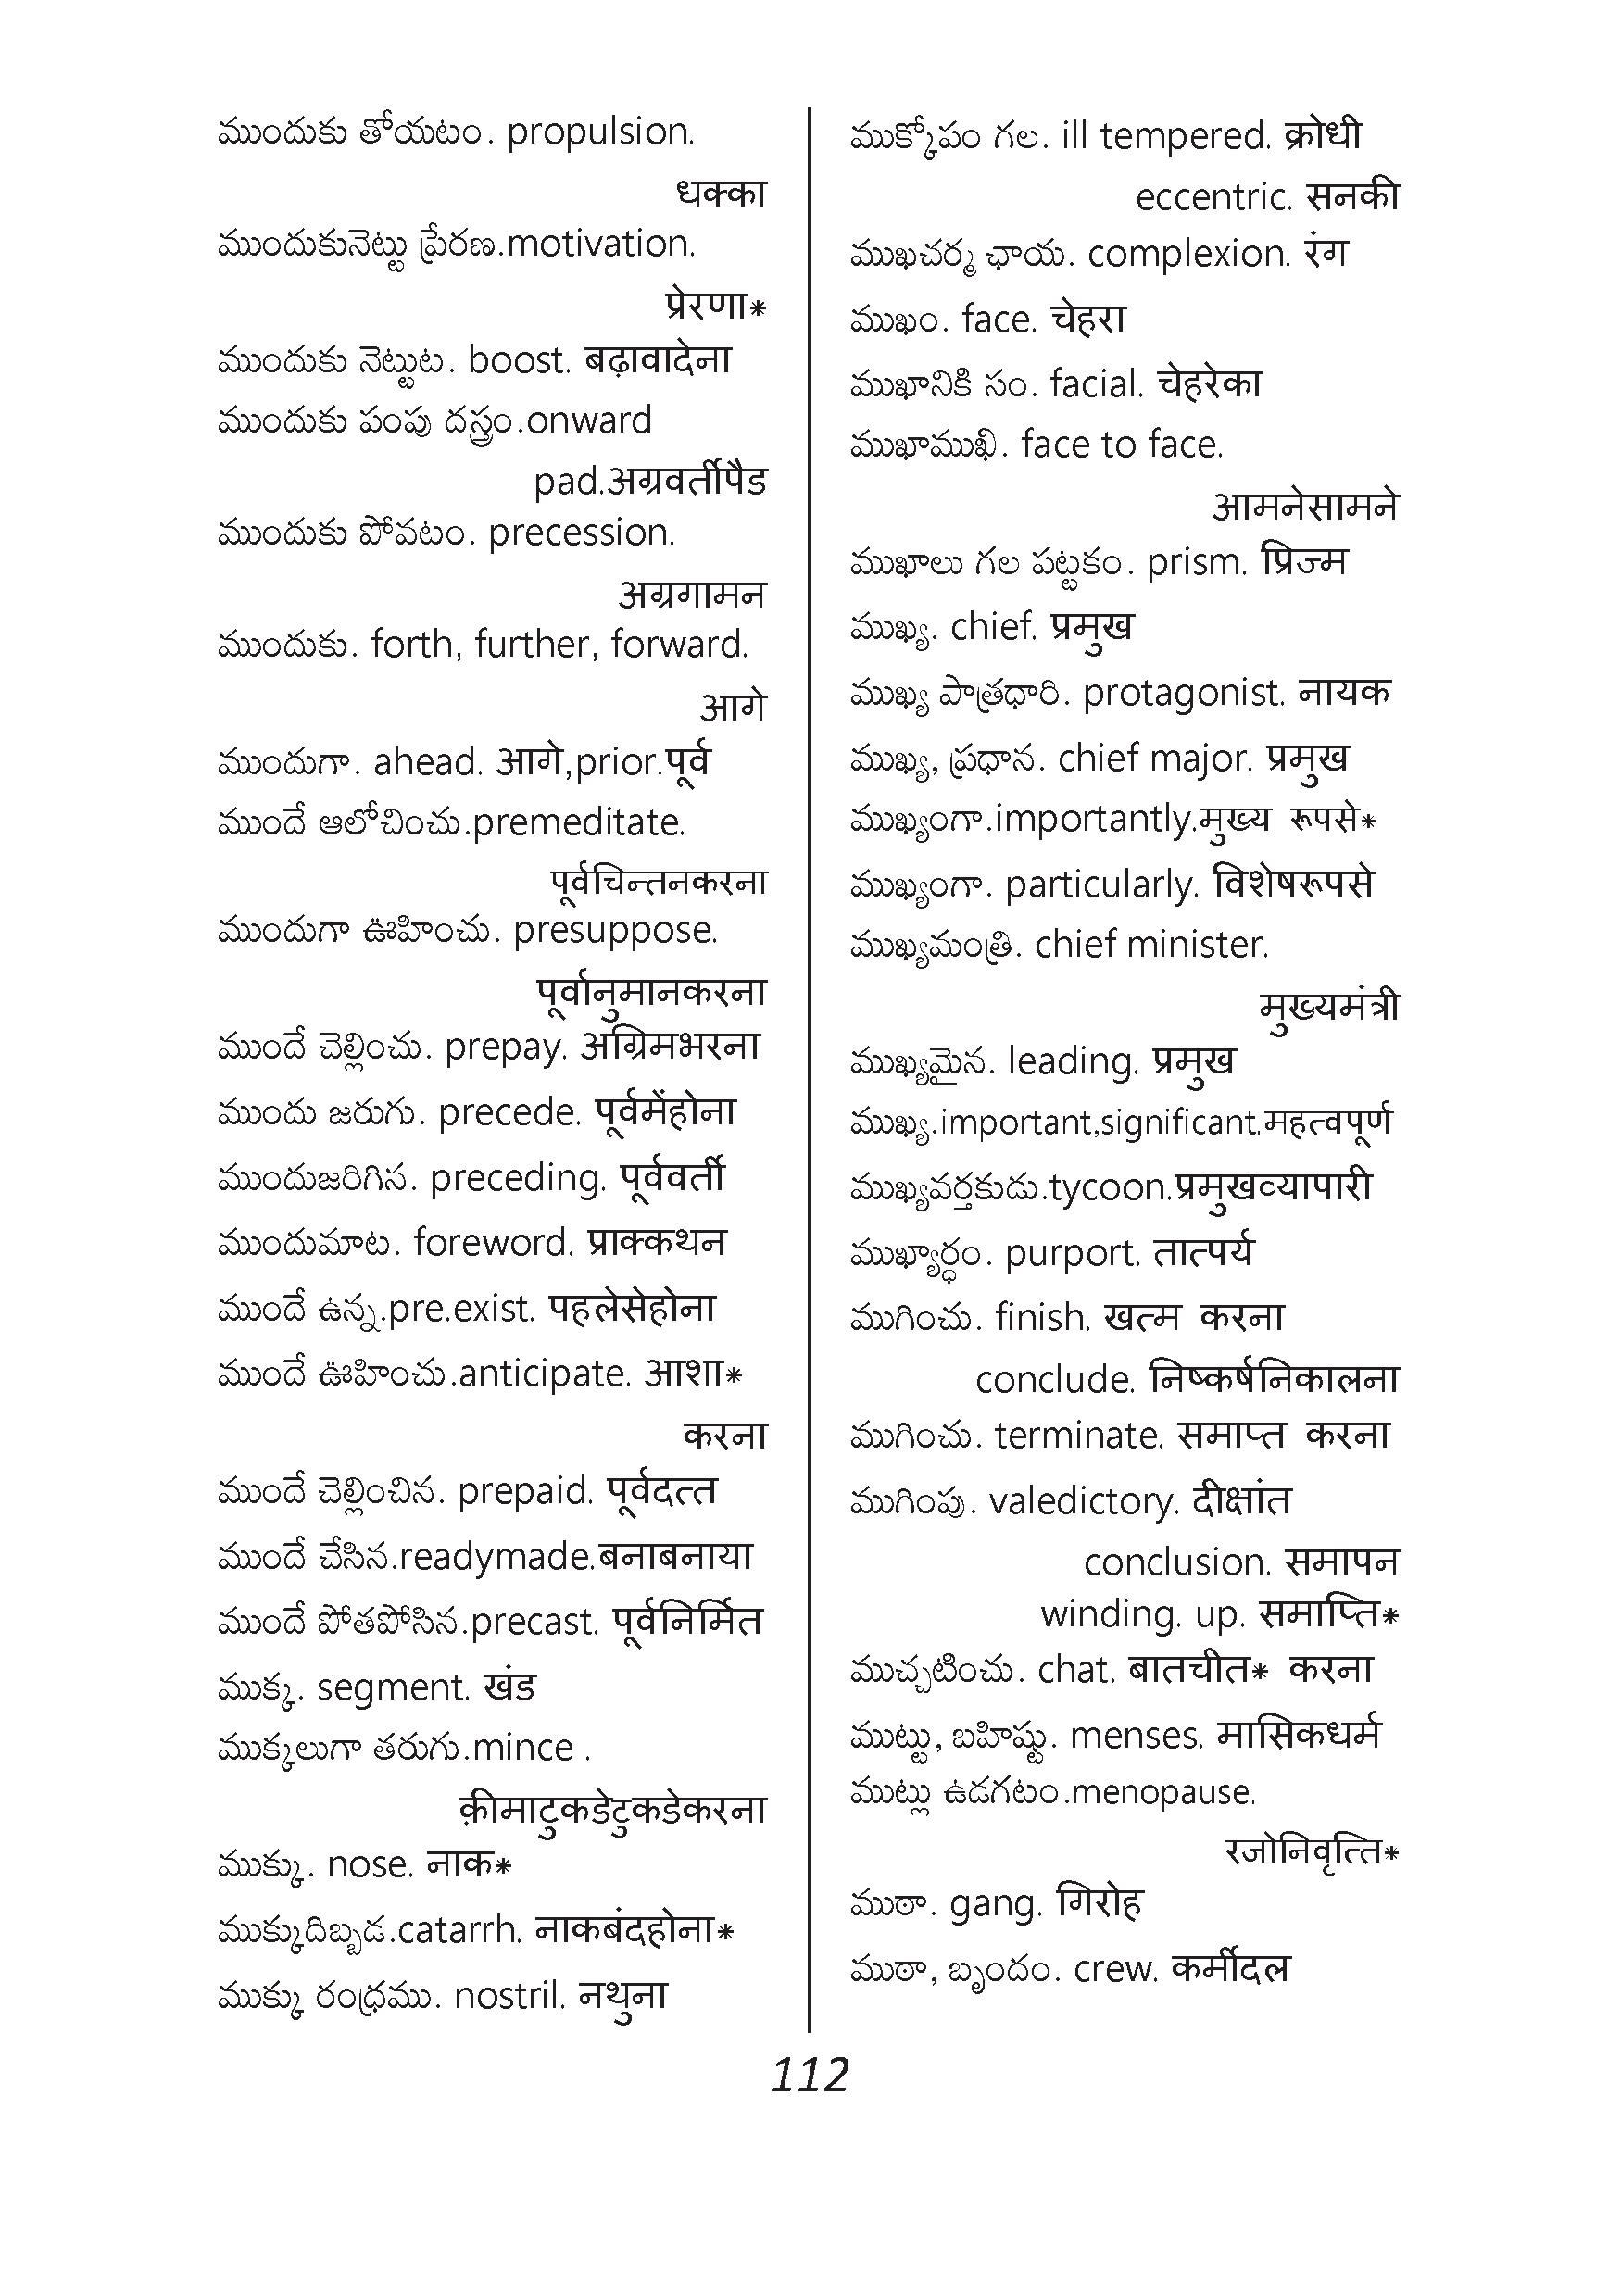 ముందుకు తోయటం. propulsion.
धक्का
ముందుకునెట్టు ప్రేరణ.motivation.
प्रेरणा*
ముందుకు నెట్టుట. boost. बढ़ावादेना
ముందుకు పంపు దస్త్రం.onward
pad.अग्रवर्तीपैड
ముందుకు పోవటం. precession.
अग्रगामन
ముందుకు. forth, further, forward.
आगे
ముందుగా. ahead. आगे,prior.पूर्व
ముందే ఆలోచించు.premeditate.
पूर्वचिन्तनकरना
ముందుగా ఊహించు. presuppose.
पूर्वानुमानकरना
ముందే చెల్లించు. prepay. अग्रिमभरना
ముందు జరుగు. precede. पूर्वमेंहोना
ముందుజరిగిన. preceding. पूर्ववर्ती
ముందుమాట. foreword. प्राक्कथन
ముందే ఉన్న.pre.exist. पहलेसेहोना
ముందే ఊహించు.anticipate. आशा*
करना
ముందే చెల్లించిన. prepaid. पूर्वदत्त
ముందే చేసిన.readymade.बनाबनाया
ముందే పోతపోసిన.precast. पूर्वनिर्मित
ముక్క. segment. खंड
ముక్కలుగా తరుగు.mince .
क़ीमाटुकडेटुकडेकरना
ముక్కు. nose. नाक*
ముక్కుదిబ్బడ.catarrh. नाकबंदहोना*
ముక్కు రంధ్రము. nostril. नथुना
ముక్కోపం గల. ill tempered. क्रोधी
eccentric. सनकी
ముఖచర్మ ఛాయ. complexion. रंग
ముఖం. face. चेहरा
ముఖానికి సం. facial. चेहरेका
ముఖాముఖి. face to face.
आमनेसामने
ముఖాలు గల పట్టకం. prism. प्रिज्म
ముఖ్య. chief. प्रमुख
ముఖ్య పాత్రధారి. protagonist. नायक
ముఖ్య, ప్రధాన. chief major. प्रमुख
ముఖ్యంగా.importantly.मुख्य रूपसे*
ముఖ్యంగా. particularly. विशेषरूपसे
ముఖ్యమంత్రి. chief minister.
मुख्यमंत्री
ముఖ్యమైన. leading. प्रमुख
ముఖ్య.important,significant.महत्वपूर्ण
ముఖ్యవర్తకుడు.tycoon.प्रमुखव्यापारी
ముఖ్యార్ధం. purport. तात्पर्य
ముగించు. finish. खत्म करना
conclude. निष्कर्षनिकालना
ముగించు. terminate. समाप्त करना
ముగింపు. valedictory. दीक्षांत
conclusion. समापन
winding. up. समाप्ति*
ముచ్చటించు. chat. बातचीत* करना
ముట్టు, బహిష్టు. menses. मासिकधर्म
ముట్లు ఉడగటం.menopause.
रजोनिवृत्ति*
ముఠా. gang. गिरोह
ముఠా, బృందం. crew. कर्मीदल
112